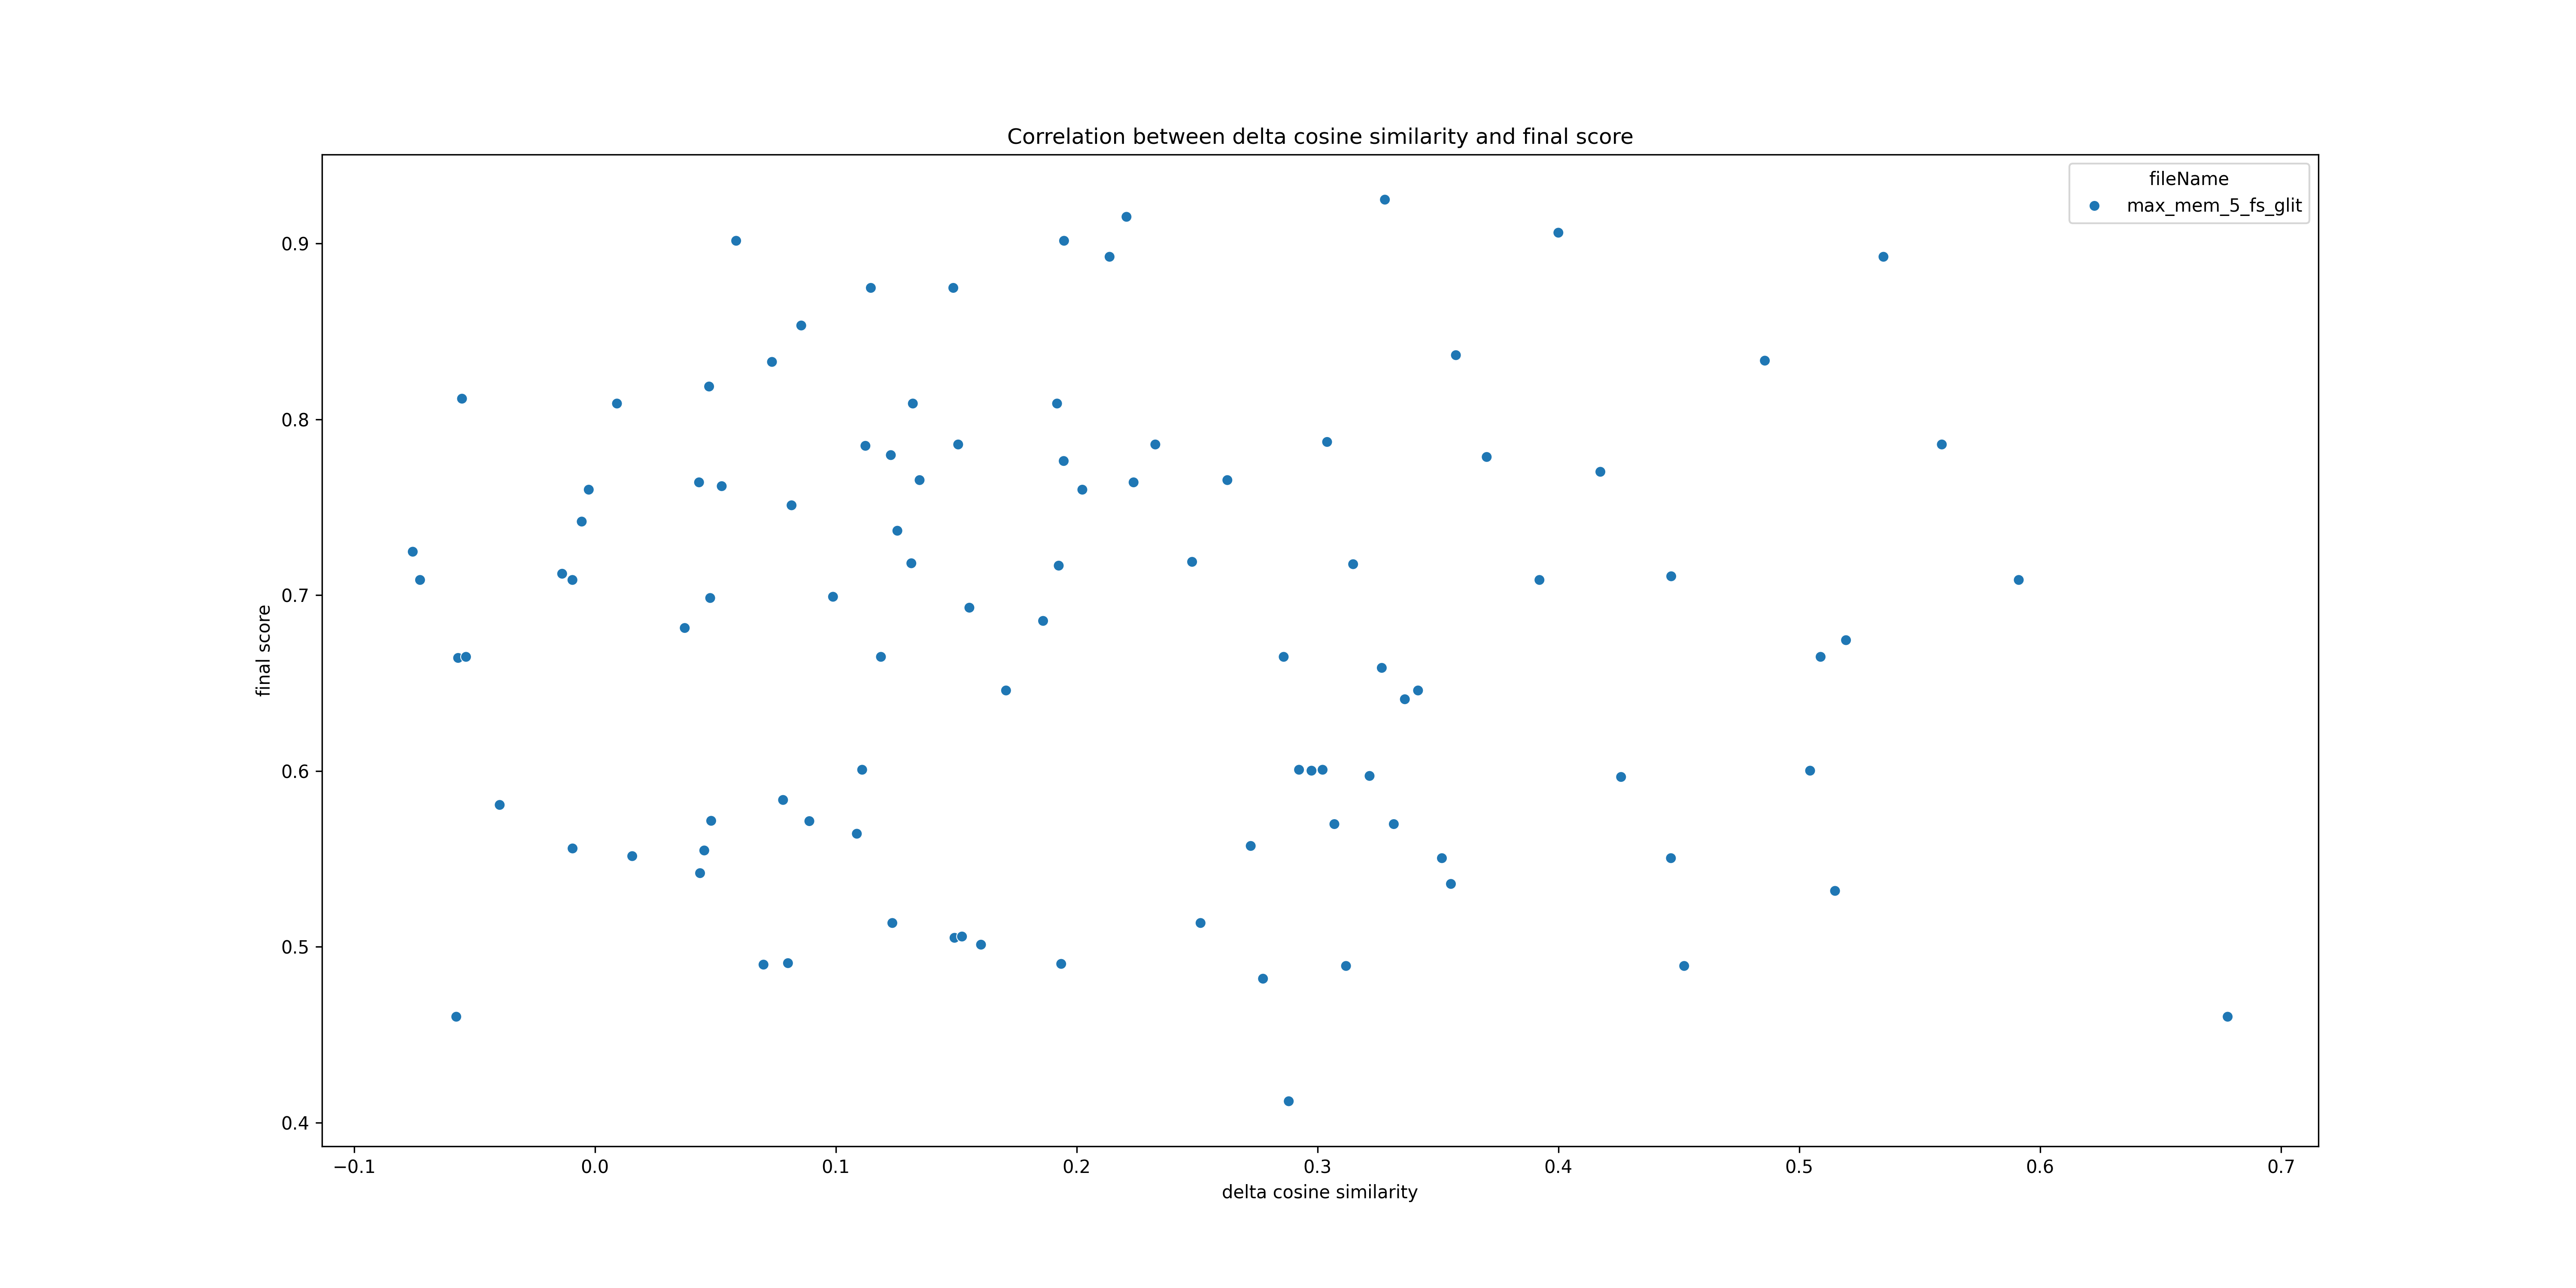 Correlation between delta cosine similarity and final score
fileName
max_mem_5_fs_glit
0.9
0.8
0.7
0.6
0.5
0.4
final score
−0.1 0.0 0.1 0.2 0.3 0.4 0.5 0.6 0.7
delta cosine similarity